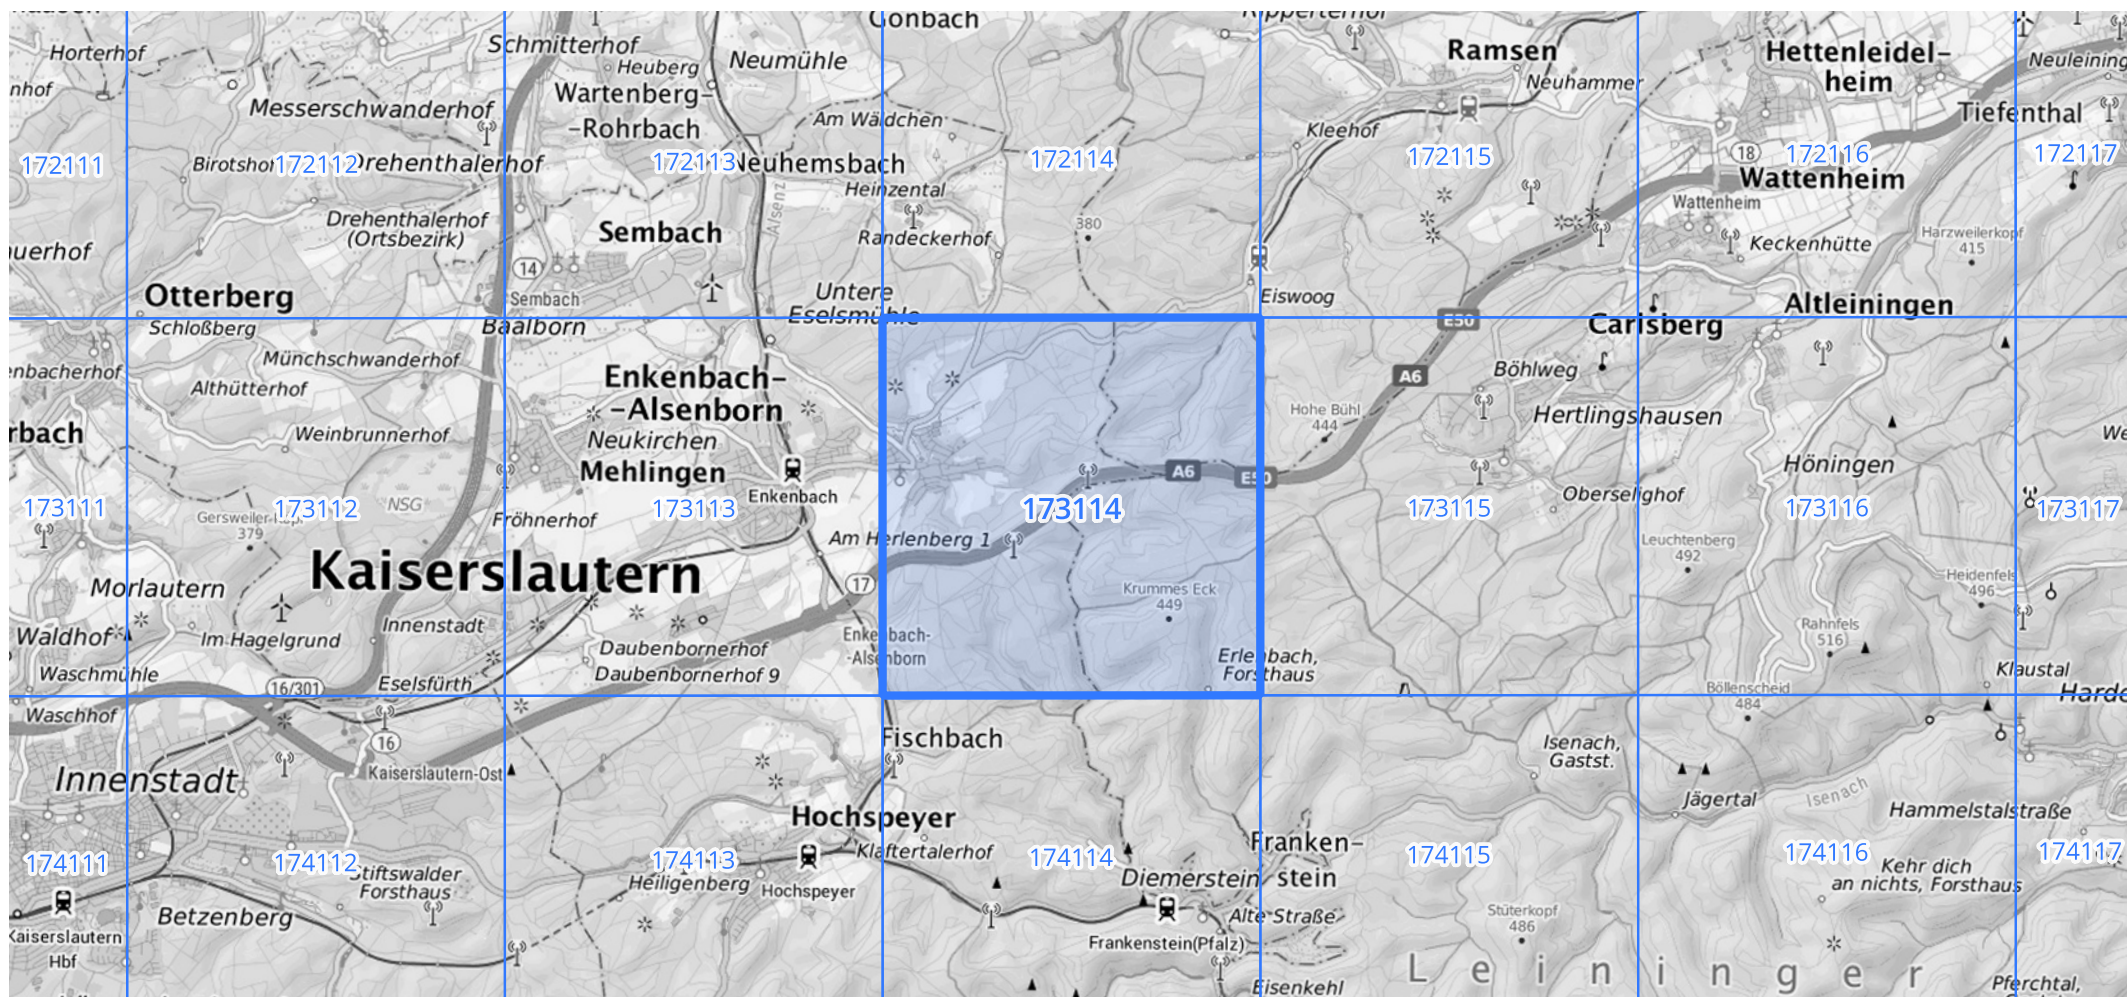 Gonbach
Horterhof
Schmitterhof
Heuberg
Neumühle
Ramsen
Hettenleidel-
heim
Neuhammer
Wartenberg-
-Rohrbach
Messerschwanderhof
Am Wäldchen
Kleehof
Tiefenthal
172111
172112
Drehenthalerhof
172113
Neuhemsbach
172114
172115
18
172116
172117
Wattenheim
Heinzental
Wattenheim
Drehenthalerhof
(Ortsbezirk)
[Alsenz]
Sembach
Randeckerhof
380
Keckenhütte
Harzweilerkopf
415
14
Sembach
Otterberg
Untere
Eselsmühle
Eiswoog
Altleiningen
Schloßberg
Baalborn
E50
Carlsberg
Münchschwanderhof
Althütterhof
Enkenbach-
-Alsenborn
A6
Böhlweg
Hohe Bühl
444
Hertlingshausen
Weinbrunnerhof
Neukirchen
Mehlingen
Enkenbach
A6
E50
Höningen
Oberselighof
173111
173112
NSG
173113
173114
173115
173116
173117
379
Fröhnerhof
Am Herlenberg 1
Leuchtenberg
492
Kaiserslautern
Morlautern
17
Krummes Eck
449
Heidenfels
496
Waldhof
Im Hagelgrund
Innenstadt
Rahnfels
516
Waschmühle
Daubenbornerhof
Daubenbornerhof 9
Enkenbach-
-Alsenborn
Erlenbach,
Forsthaus
Klaustal
16/301
Eselsfürth
Böllenscheid
484
Waschhof
16
Fischbach
Isenach,
Gastst.
Innenstadt
Kaiserslautern-Ost
Jägertal
Isenach
Hammelstalstraße
Hochspeyer
Klaftertalerhof
Franken-
stein
174111
174112
174113
174114
174115
174116
174117
Stiftswalder
Forsthaus
Heiligenberg
Hochspeyer
Diemerstein
Kehr dich
an nichts, Forsthaus
Betzenberg
Alte Straße
Stüterkopf
486
Kaiserslautern
Hbf
Frankenstein(Pfalz)
Leininger
Eisenkehl
Pferchtal,